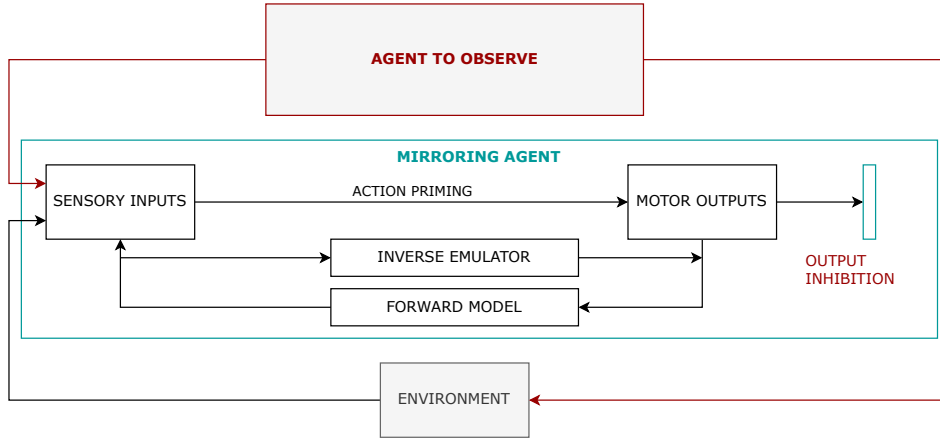 AGENT TO OBSERVE
MIRRORING AGENT
SENSORY INPUTS
ACTION PRIMING
MOTOR OUTPUTS
INVERSE EMULATOR
OUTPUT
INHIBITION
FORWARD MODEL
ENVIRONMENT